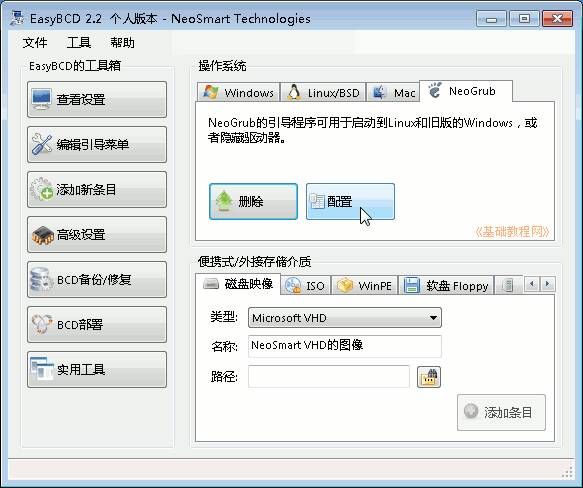 EasyBCD 2.2 个人版本 - NeoSmart Technologies
文件 工具 帮助
EasyBCD的工具箱
查看设置
编辑引导菜单
添加新条目
高级设置
BCD备份/修复
BCD部署
实用工具
操作系统
Windows Linux/BSD Mac NeoGrub
NeoGrub的引导程序可用于启动到Linux和旧版的Windows，或
者隐藏驱动器。
删除 配置
《基础教程网》
便携式/外接存储介质
磁盘映像 ISO WinPE 软盘 Floppy
类型: Microsoft VHD
名称: NeoSmart VHD的图像
路径:
添加条目